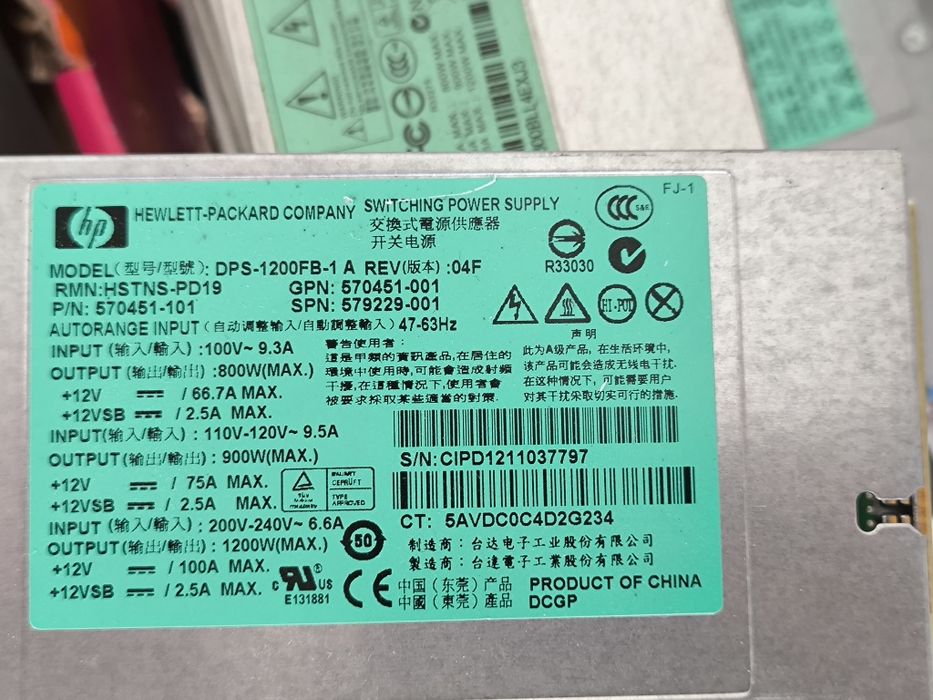 hp HEWLETT-PACKARD COMPANY SWITCHING POWER SUPPLY
交換式電源供應器
开关电源
FJ-1
CCC S&E
R33030
MODEL(型号/型號): DPS-1200FB-1 A REV(版本) :04F
RMN:HSTNS-PD19 GPN: 570451-001
P/N: 570451-101 SPN: 579229-001
HI-POT
AUTORANGE INPUT(自动调整输入/自動調整輸入) 47-63Hz
INPUT (输入/輸入) :100V~ 9.3A
OUTPUT (输出/輸出) :800W(MAX.)
+12V / 66.7A MAX.
+12VSB / 2.5A MAX.
INPUT(输入/輸入) : 110V-120V~ 9.5A
OUTPUT (输出/輸出) : 900W(MAX.)
+12V / 75A MAX.
+12VSB / 2.5A MAX.
INPUT (输入/輸入) : 200V-240V~ 6.6A
OUTPUT(输出/輸出) : 1200W(MAX.)
+12V / 100A MAX.
+12VSB / 2.5A MAX.
警告使用者:
這是甲類的資訊產品,在居住的
環境中使用時,可能會造成射頻
干擾,在這種情況下,使用者會
被要求採取某些適當的對策.
声明
此为A级产品, 在生活环境中,
该产品可能会造成无线电干扰.
在这种情况下, 可能需要用户
对其干扰采取切实可行的措施.
S/N: CIPD1211037797
GEPRÜFT
TYPE
APPROVED
CT: 5AVDC0C4D2G234
50
制造商: 台达电子工业股份有限公司
製造商: 台達電子工業股份有限公司
c RU ® US
E131881
CE
中国(东莞)产品
中國(東莞)產品
PRODUCT OF CHINA
DCGP